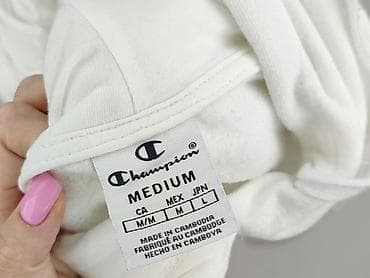 Champion®
MEDIUM
CA MEX JPN
M/M M L
MADE IN CAMBODIA
FABRIQUÉ AU CAMBODGE
HECHO EN CAMBOYA